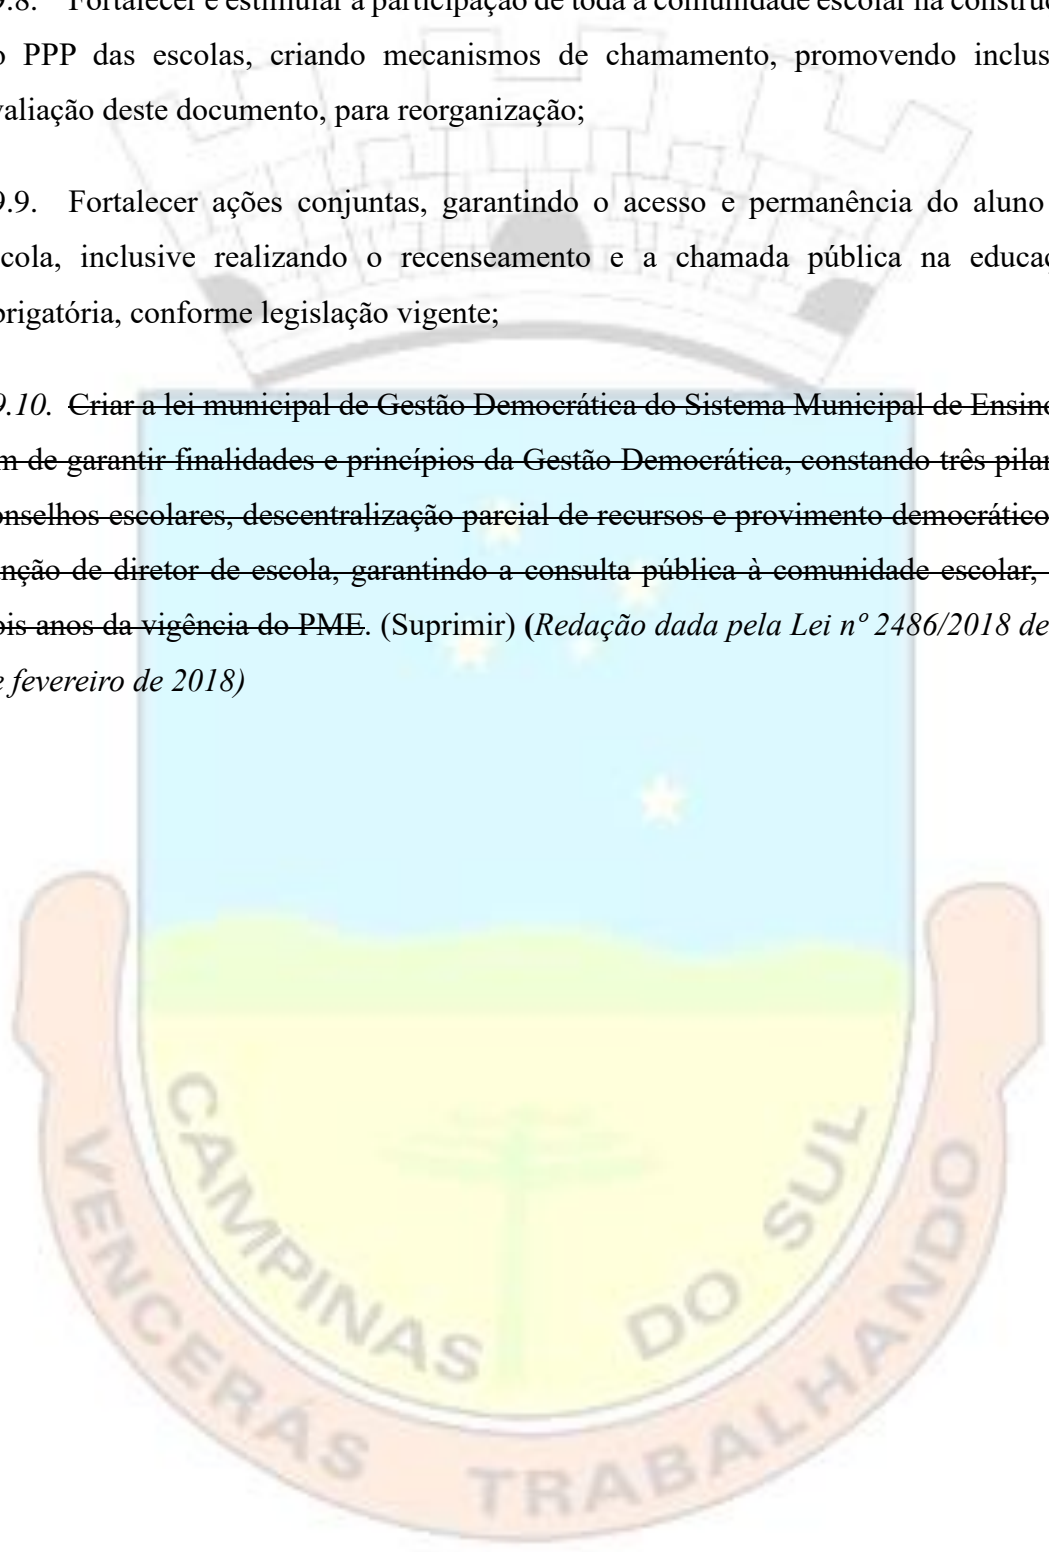 9.8. Fortalecer e estimular a participação de toda a comunidade escolar na constru
o PPP das escolas, criando mecanismos de chamamento, promovendo inclus
valiação deste documento, para reorganização;
9.9. Fortalecer ações conjuntas, garantindo o acesso e permanência do aluno
cola, inclusive realizando o recenseamento e a chamada pública na educaç
brigatória, conforme legislação vigente;
9.10. Criar a lei municipal de Gestão Democrática do Sistema Municipal de Ensino
m de garantir finalidades e princípios da Gestão Democrática, constando três pilar
onselhos escolares, descentralização parcial de recursos e provimento democrático
nção de diretor de escola, garantindo a consulta pública à comunidade escolar,
ois anos da vigência do PME. (Suprimir) (Redação dada pela Lei nº 2486/2018 de
e fevereiro de 2018)
CAMPINAS DO SUL
VENCERÁS TRABALHANDO